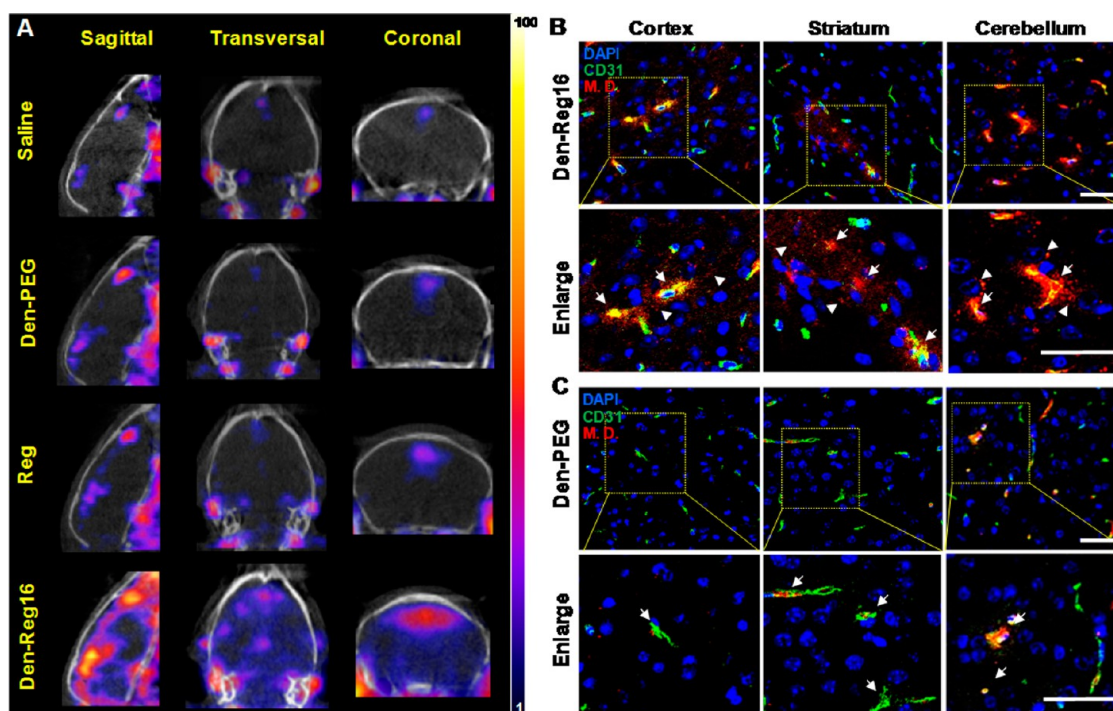 A
Sagittal
Transversal
Coronal
100
Saline
Den-PEG
Reg
Den-Reg16
1
B
Cortex
Striatum
Cerebellum
Den-Reg16
DAPI
CD31
M. D.
Enlarge
C
Den-PEG
DAPI
CD31
M. D.
Enlarge